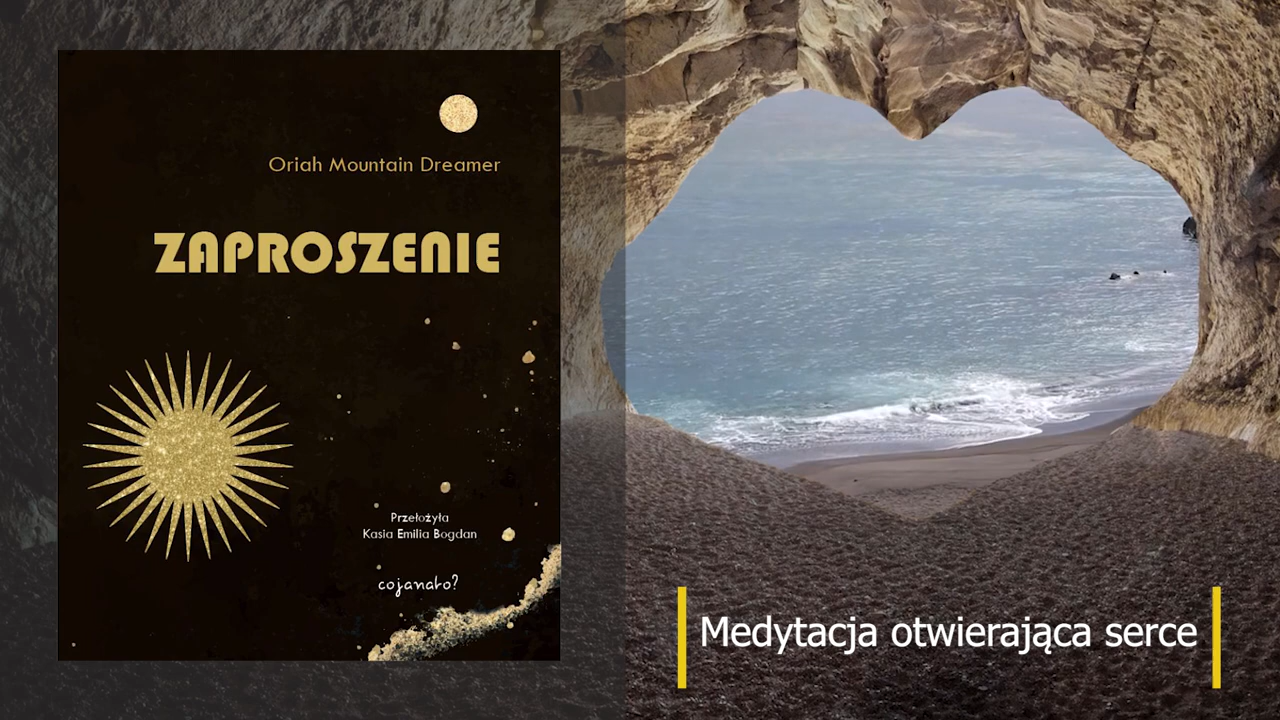 Oriah Mountain Dreamer
ZAPROSZENIE
Przełożyła
Kasia Emilia Bogdan
cojanato?
Medytacja otwierająca serce